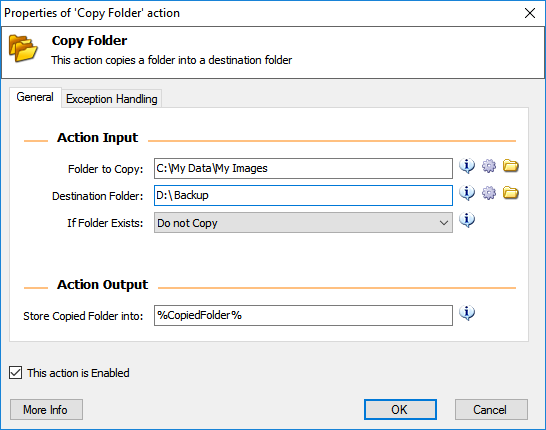 Properties of 'Copy Folder' action
Copy Folder
This action copies a folder into a destination folder
General Exception Handling
Action Input
Folder to Copy: C:\My Data\My Images
Destination Folder: D:\Backup
If Folder Exists: Do not Copy
Action Output
Store Copied Folder into: %CopiedFolder%
This action is Enabled
More Info OK Cancel